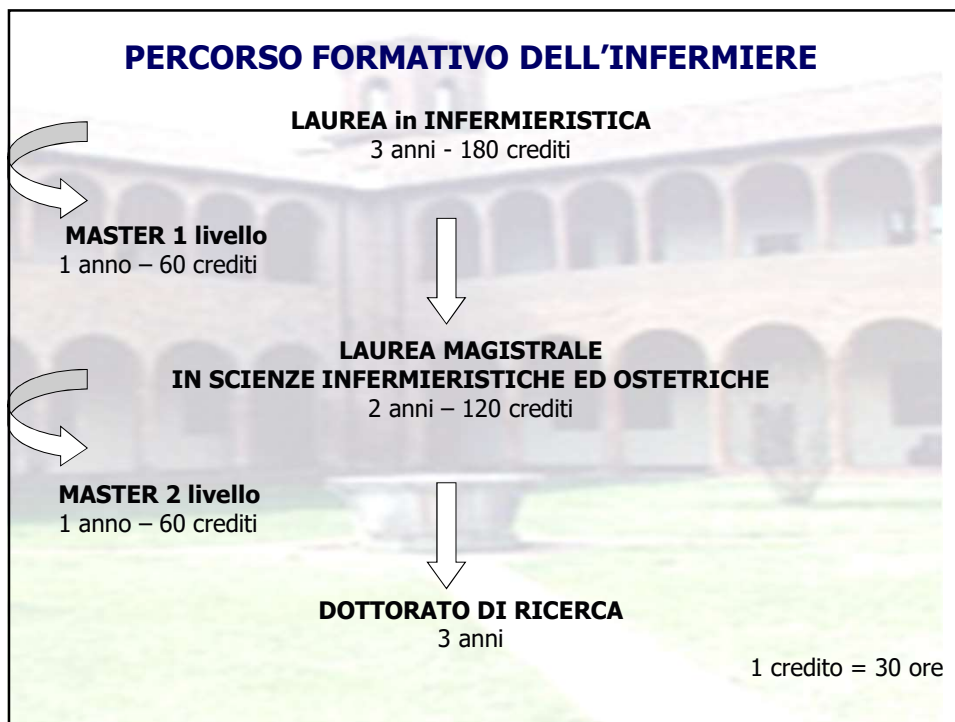 PERCORSO FORMATIVO DELL’INFERMIERE
LAUREA in INFERMIERISTICA
3 anni - 180 crediti
MASTER 1 livello
1 anno – 60 crediti
LAUREA MAGISTRALE
IN SCIENZE INFERMIERISTICHE ED OSTETRICHE
2 anni – 120 crediti
MASTER 2 livello
1 anno – 60 crediti
DOTTORATO DI RICERCA
3 anni
1 credito = 30 ore